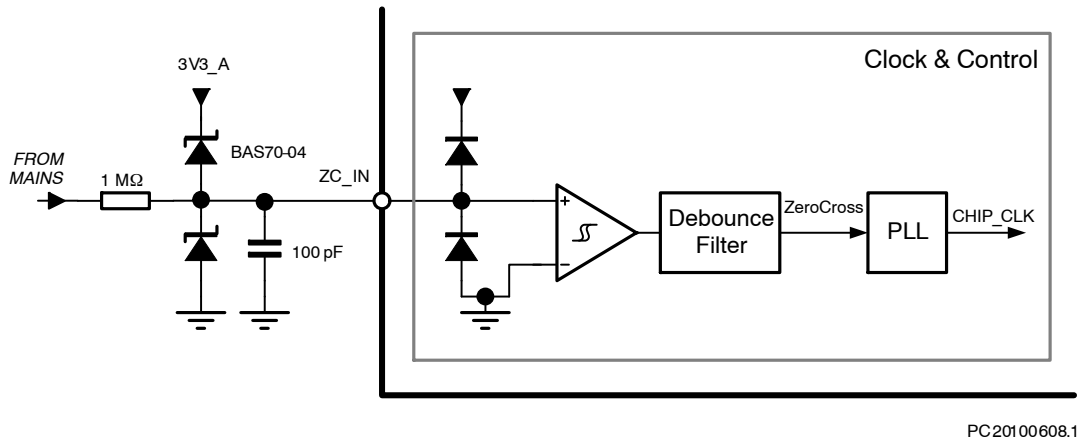 Clock & Control
3V3_A
BAS70-04
FROM
MAINS
1 MΩ
ZC_IN
100 pF
+
−
Debounce
Filter
ZeroCross
PLL
CHIP_CLK
PC20100608.1